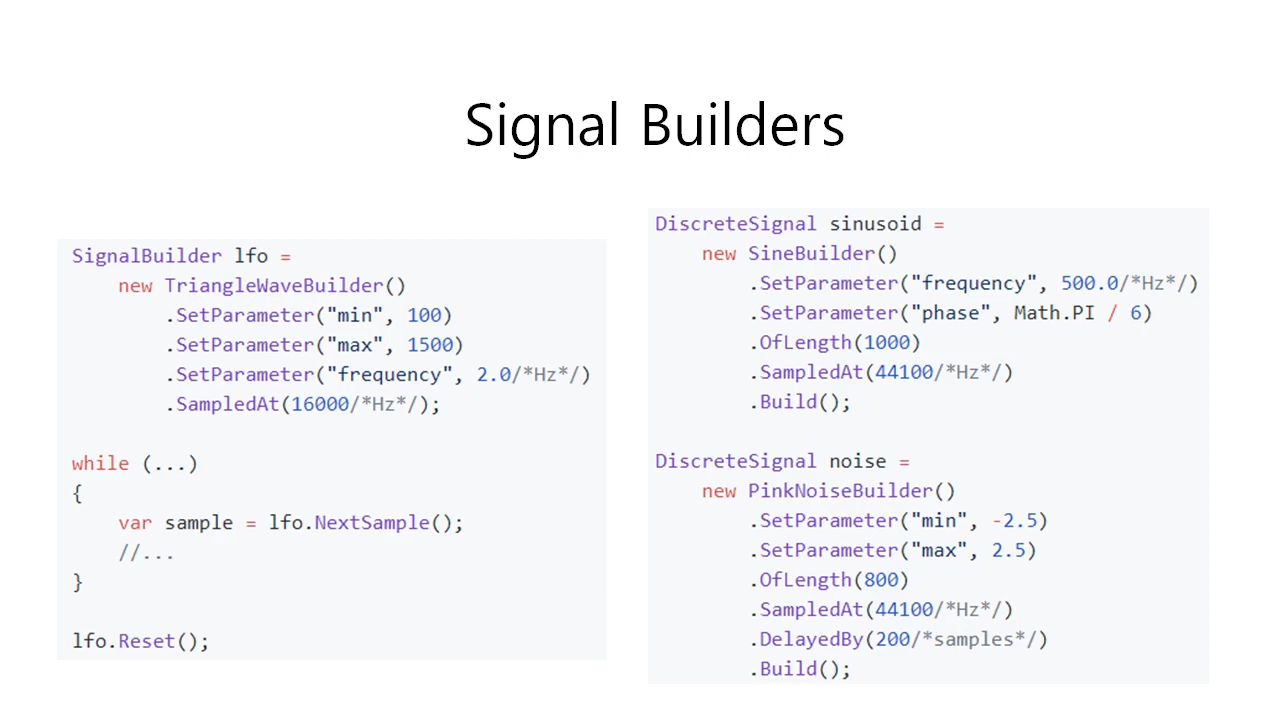 Signal Builders
SignalBuilder lfo =
    new TriangleWaveBuilder()
        .SetParameter("min", 100)
        .SetParameter("max", 1500)
        .SetParameter("frequency", 2.0/*Hz*/)
        .SampledAt(16000/*Hz*/);
while (...)
{
    var sample = lfo.NextSample();
    //...
}
lfo.Reset();
DiscreteSignal sinusoid =
    new SineBuilder()
        .SetParameter("frequency", 500.0/*Hz*/)
        .SetParameter("phase", Math.PI / 6)
        .OfLength(1000)
        .SampledAt(44100/*Hz*/)
        .Build();
DiscreteSignal noise =
    new PinkNoiseBuilder()
        .SetParameter("min", -2.5)
        .SetParameter("max", 2.5)
        .OfLength(800)
        .SampledAt(44100/*Hz*/)
        .DelayedBy(200/*samples*/)
        .Build();